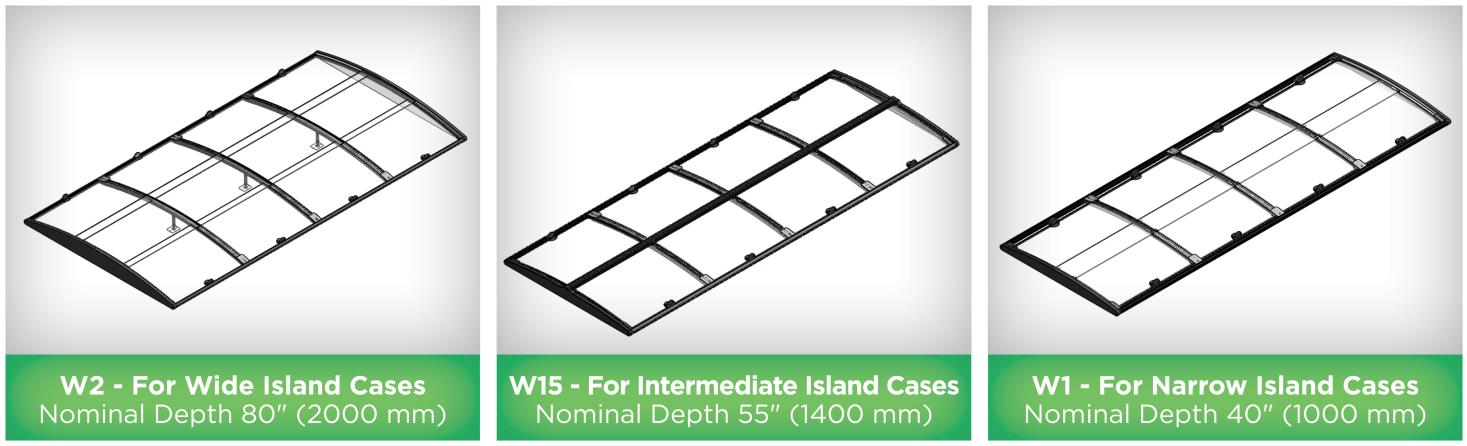 W2 - For Wide Island Cases
Nominal Depth 80" (2000 mm)
W15 - For Intermediate Island Cases
Nominal Depth 55" (1400 mm)
W1 - For Narrow Island Cases
Nominal Depth 40" (1000 mm)